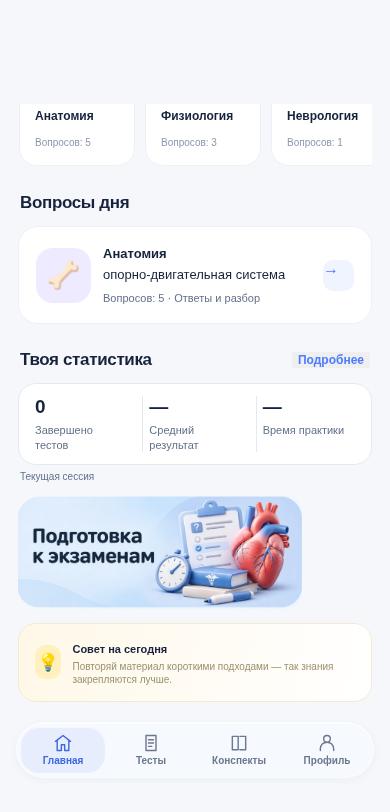 Анатомия
Физиология
Неврология
Вопросов: 5
Вопросов: 3
Вопросов: 1
Вопросы дня
Анатомия
опорно-двигательная система
→
Вопросов: 5 · Ответы и разбор
Твоя статистика
Подробнее
0
—
—
Завершено
тестов
Средний
результат
Время практики
Текущая сессия
Подготовка
к экзаменам
Совет на сегодня
Повторяй материал короткими подходами — так знания
закрепляются лучше.
Главная
Тесты
Конспекты
Профиль